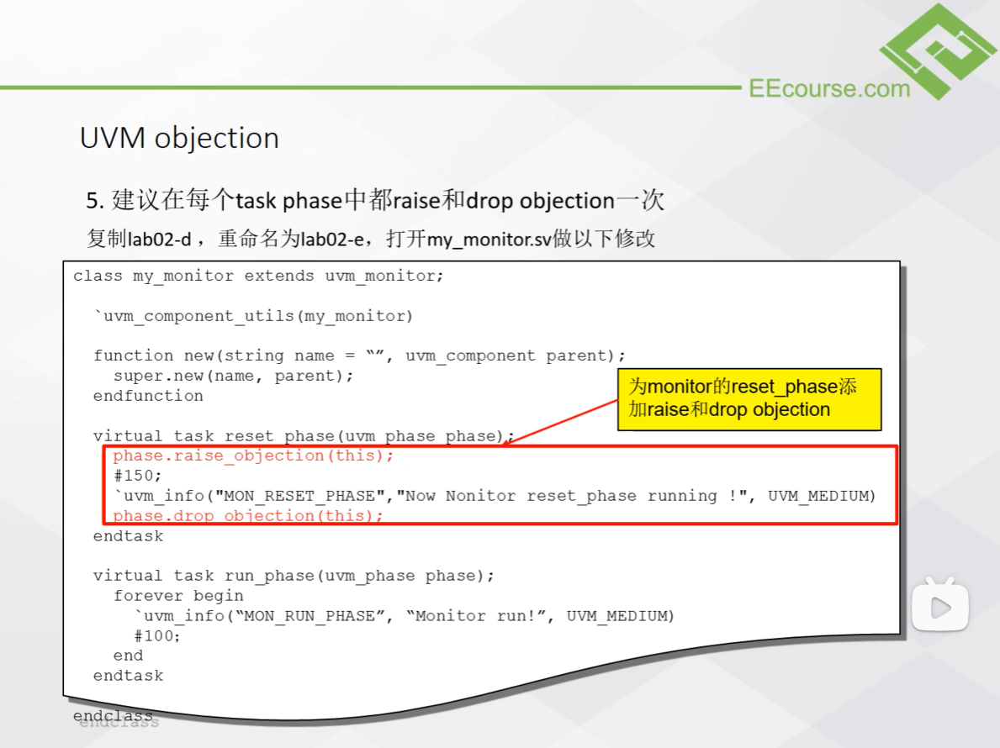 EEcourse.com
UVM objection
5. 建议在每个task phase中都raise和drop objection一次
复制lab02-d ，重命名为lab02-e，打开my_monitor.sv做以下修改
class my_monitor extends uvm_monitor;
`uvm_component_utils(my_monitor)
function new(string name = “”, uvm_component parent);
super.new(name, parent);
endfunction
为monitor的reset_phase添
加raise和drop objection
virtual task reset_phase(uvm_phase phase);
phase.raise_objection(this);
#150;
`uvm_info("MON_RESET_PHASE","Now Nonitor reset_phase running !", UVM_MEDIUM)
phase.drop_objection(this);
endtask
virtual task run_phase(uvm_phase phase);
forever begin
`uvm_info(“MON_RUN_PHASE”, “Monitor run!”, UVM_MEDIUM)
#100;
end
endtask
endclass